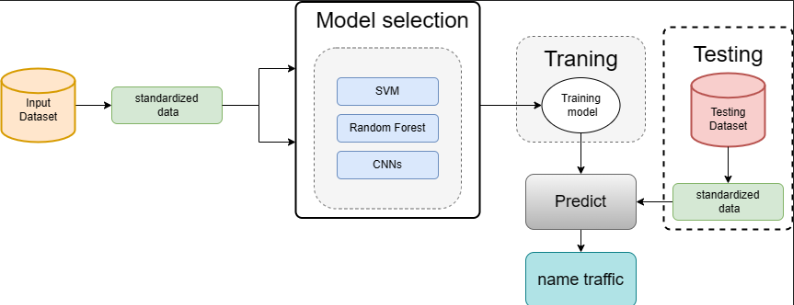 Model selection
Input
Dataset
standardized
data
SVM
Random Forest
CNNs
Traning
Training
model
Testing
Testing
Dataset
standardized
data
Predict
name traffic